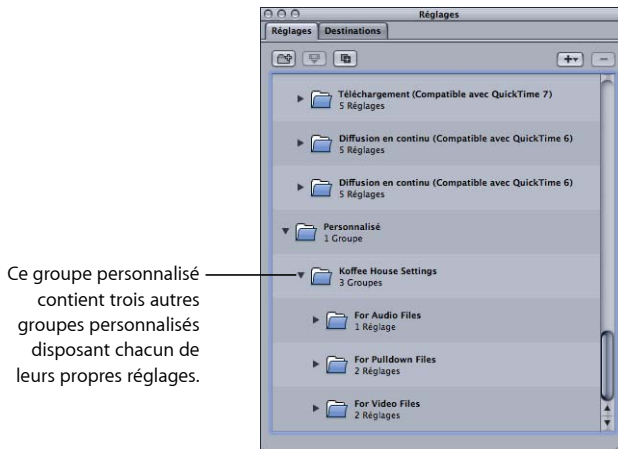 Réglages
Réglages
Destinations
Téléchargement (Compatible avec QuickTime 7)
5 Réglages
Diffusion en continu (Compatible avec QuickTime 6)
5 Réglages
Diffusion en continu (Compatible avec QuickTime 6)
5 Réglages
Personnalisé
1 Groupe
Koffee House Settings
3 Groupes
For Audio Files
1 Réglage
For Pulldown Files
2 Réglages
For Video Files
2 Réglages
Ce groupe personnalisé
contient trois autres
groupes personnalisés
disposant chacun de
leurs propres réglages.